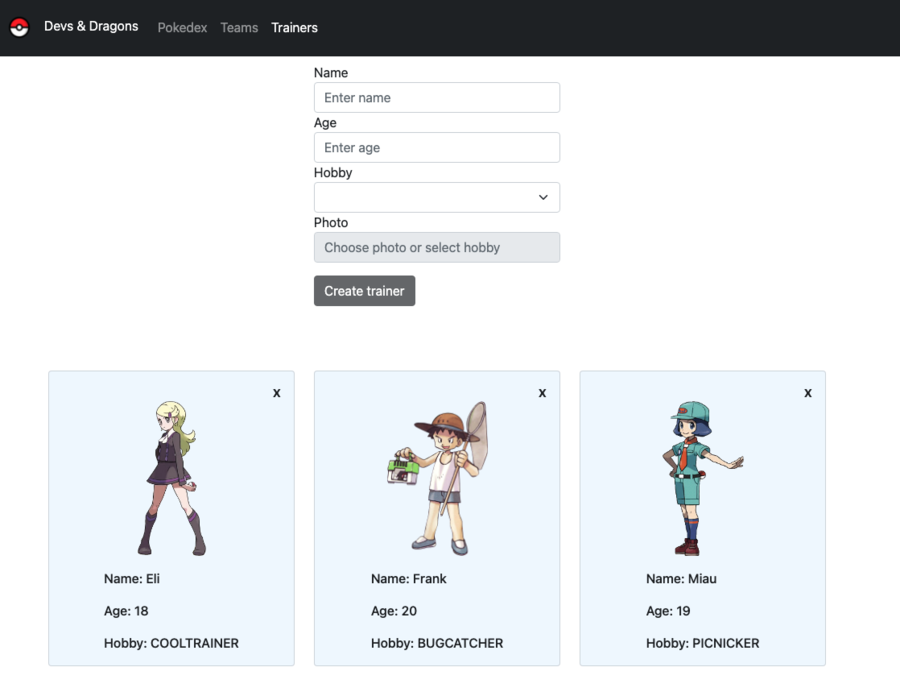 Devs & Dragons Pokedex Teams Trainers
Name
Enter name
Age
Enter age
Hobby
Photo
Choose photo or select hobby
Create trainer
X
Name: Eli
Age: 18
Hobby: COOLTRAINER
X
Name: Frank
Age: 20
Hobby: BUGCATCHER
X
Name: Miau
Age: 19
Hobby: PICNICKER